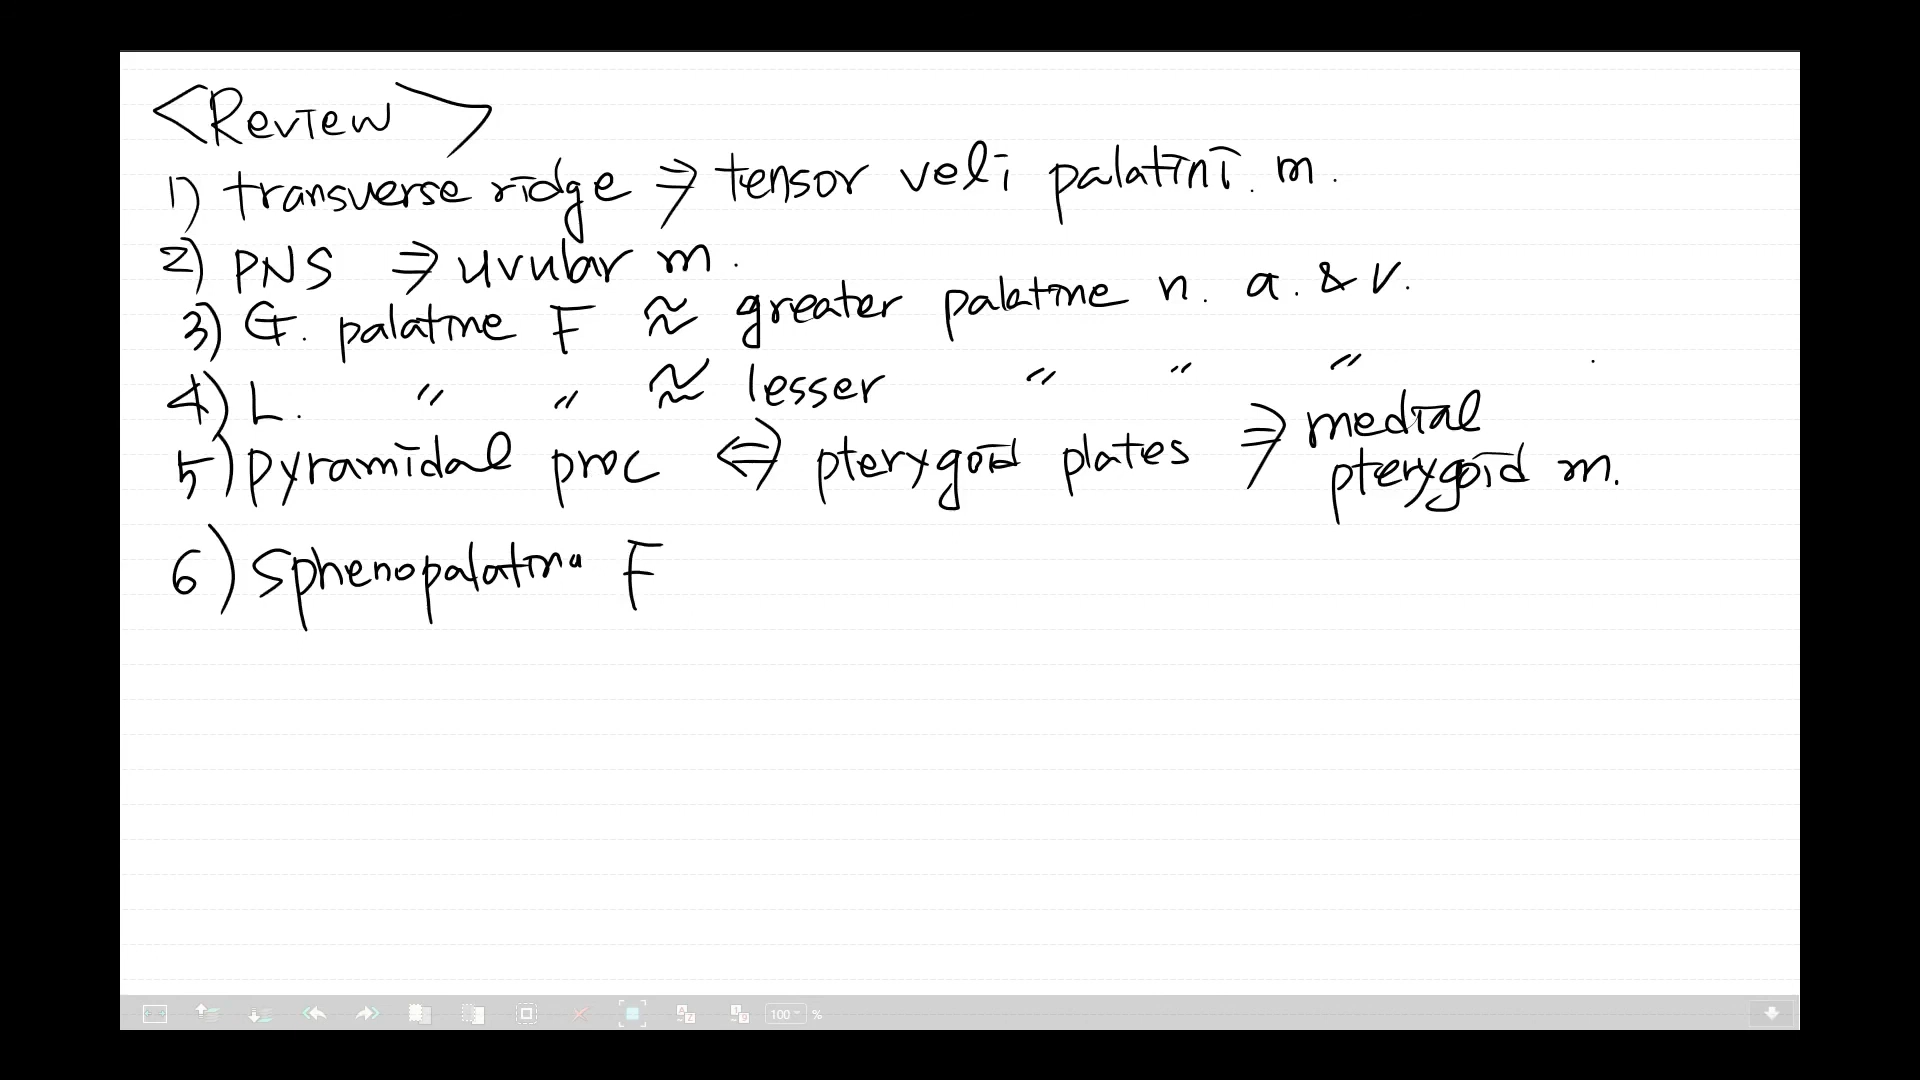 <Review>
1) transverse ridge ⇒ tensor veli palatini. m.
2) PNS ⇒ uvular m.
3) G. palatine F ≈ greater palatine n. a. & v.
4) L. " " ≈ lesser " " "
5) pyramidal proc ⇔ pterygoid plates ⇒ medial
pterygoid m.
6) Sphenopalatine F
100 %